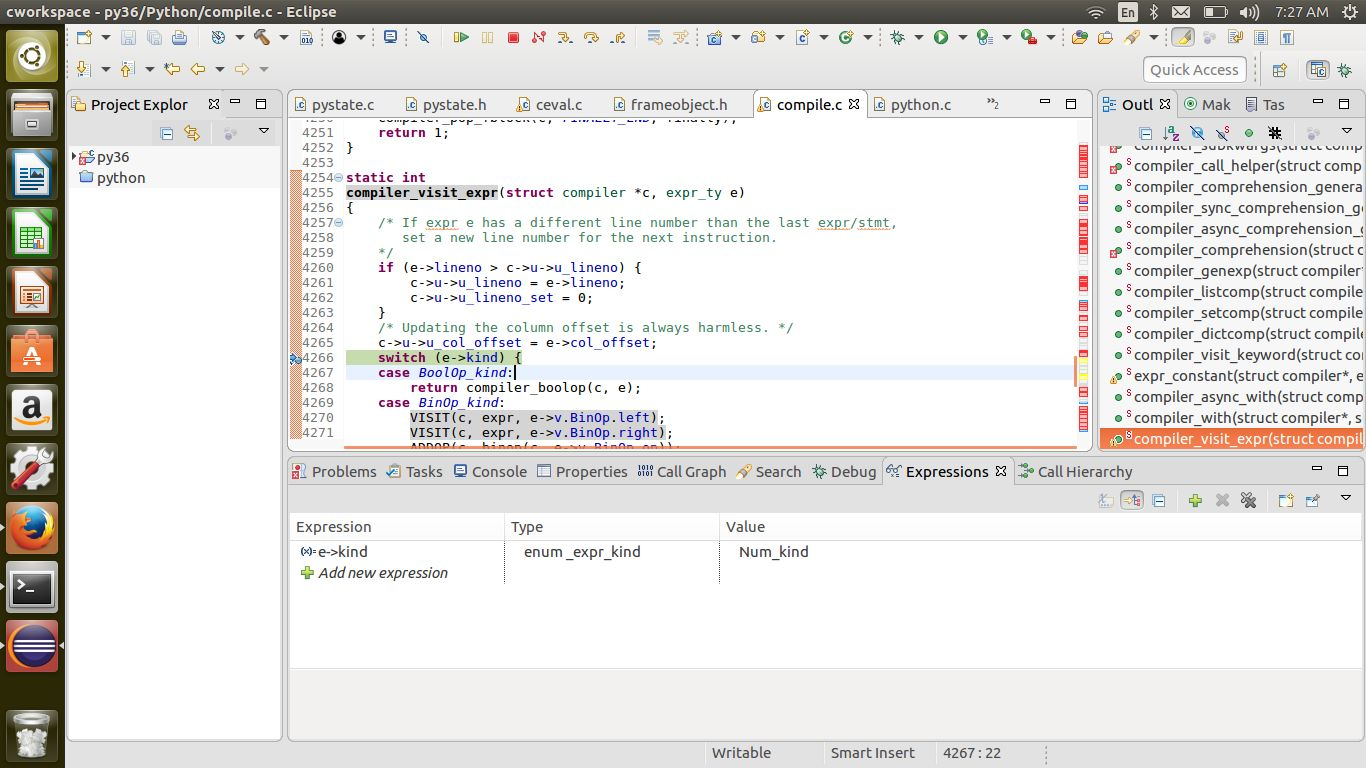 cworkspace - py36/Python/compile.c - Eclipse
En
7:27 AM
Quick Access
Project Explor
py36
python
pystate.c
pystate.h
ceval.c
frameobject.h
compile.c
python.c
»2
4251 return 1;
4252 }
4253
4254 static int
4255 compiler_visit_expr(struct compiler *c, expr_ty e)
4256 {
4257 /* If expr e has a different line number than the last expr/stmt,
4258 set a new line number for the next instruction.
4259 */
4260 if (e->lineno > c->u->u_lineno) {
4261 c->u->u_lineno = e->lineno;
4262 c->u->u_lineno_set = 0;
4263 }
4264 /* Updating the column offset is always harmless. */
4265 c->u->u_col_offset = e->col_offset;
4266 switch (e->kind) {
4267 case BoolOp_kind:
4268 return compiler_boolop(c, e);
4269 case BinOp_kind:
4270 VISIT(c, expr, e->v.BinOp.left);
4271 VISIT(c, expr, e->v.BinOp.right);
Outl
Mak
Tas
compiler_subkwargs(struct comp
compiler_call_helper(struct comp
compiler_comprehension_genera
compiler_sync_comprehension_g
compiler_async_comprehension_
compiler_comprehension(struct c
compiler_genexp(struct compiler*
compiler_listcomp(struct compile
compiler_setcomp(struct compile
compiler_dictcomp(struct compile
compiler_visit_keyword(struct co
expr_constant(struct compiler*, e
compiler_async_with(struct comp
compiler_with(struct compiler*, s
compiler_visit_expr(struct compil
Problems
Tasks
Console
Properties
Call Graph
Search
Debug
Expressions
Call Hierarchy
Expression Type Value
e->kind enum _expr_kind Num_kind
Add new expression
Writable
Smart Insert
4267 : 22